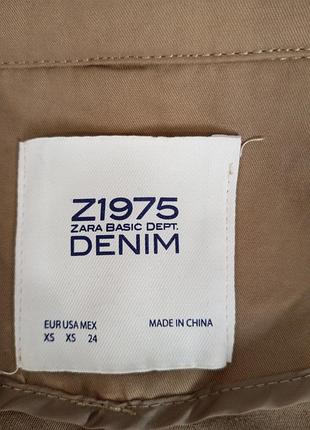 Z1975
ZARA BASIC DEPT.
DENIM
EUR USA MEX MADE IN CHINA
XS XS 24